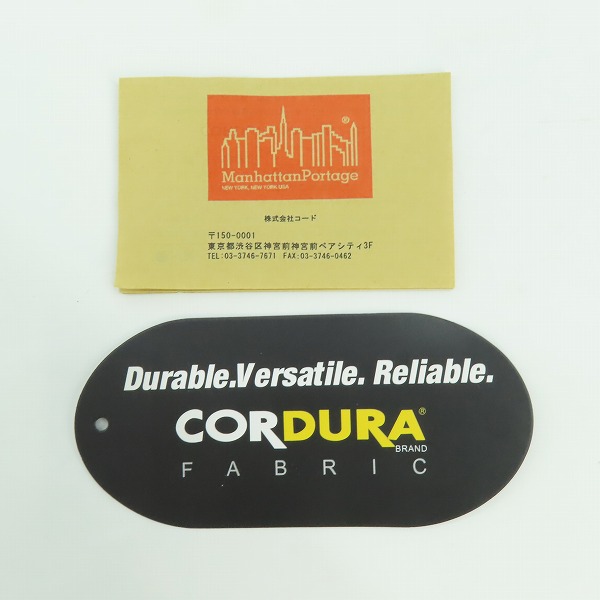 ®
ManhattanPortage
NEW YORK, NEW YORK USA
株式会社コード
〒150-0001
東京都渋谷区神宮前神宮前ペアシティ3F
TEL:03-3746-7671 FAX:03-3746-0462
Durable.Versatile. Reliable.
CORDURA®
BRAND
FABRIC